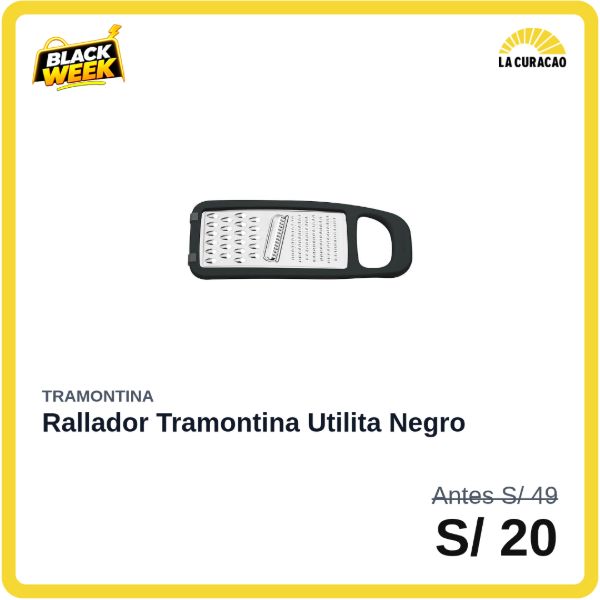 BLACK
WEEK
LA CURACAO
TRAMONTINA
Rallador Tramontina Utilita Negro
Antes S/ 49
S/ 20